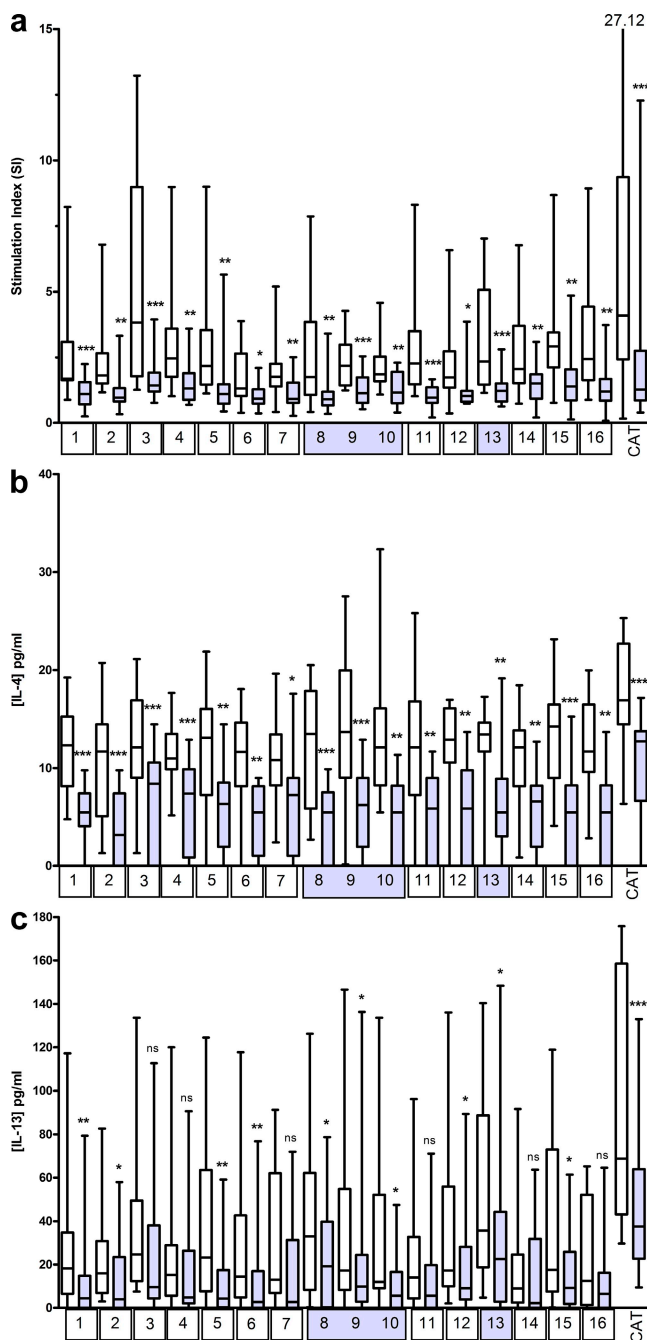 a
27.12
Stimulation Index (SI)
15
10
5
0
*** ** *** ** ** * ** ** *** ** *** * *** ** ** ** ***
1 2 3 4 5 6 7 8 9 10 11 12 13 14 15 16 CAT
b
[IL-4] pg/ml
40
30
20
10
0
*** *** *** *** ** ** * *** *** ** ** ** ** ** *** ** ***
1 2 3 4 5 6 7 8 9 10 11 12 13 14 15 16 CAT
c
[IL-13] pg/ml
180
160
140
120
100
80
60
40
20
0
** * ns ns ** ** ns * * * ns * * ns * ns ***
1 2 3 4 5 6 7 8 9 10 11 12 13 14 15 16 CAT